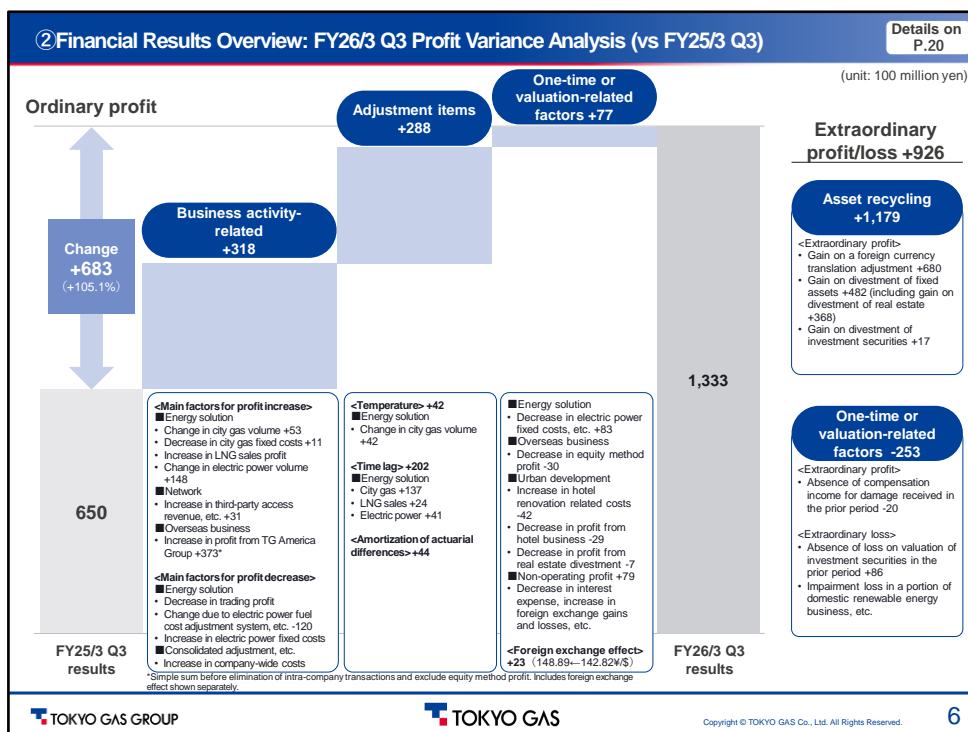 ②Financial Results Overview: FY26/3 Q3 Profit Variance Analysis (vs FY25/3 Q3)
Details on
P.20
(unit: 100 million yen)
Ordinary profit
Change
+683
(+105.1%)
650
FY25/3 Q3
results
Business activity-
related
+318
<Main factors for profit increase>
■Energy solution
・ Change in city gas volume +53
・ Decrease in city gas fixed costs +11
・ Increase in LNG sales profit
・ Change in electric power volume
+148
■Network
・ Increase in third-party access
revenue, etc. +31
■Overseas business
・ Increase in profit from TG America
Group +373*
<Main factors for profit decrease>
■Energy solution
・ Decrease in trading profit
・ Change due to electric power fuel
cost adjustment system, etc. -120
・ Increase in electric power fixed costs
■Consolidated adjustment, etc.
・ Increase in company-wide costs
Adjustment items
+288
<Temperature> +42
■Energy solution
・ Change in city gas volume
+42
<Time lag> +202
■Energy solution
・ City gas +137
・ LNG sales +24
・ Electric power +41
<Amortization of actuarial
differences> +44
One-time or
valuation-related
factors +77
■Energy solution
・ Decrease in electric power
fixed costs, etc. +83
■Overseas business
・ Decrease in equity method
profit -30
■Urban development
・ Increase in hotel
renovation related costs
-42
・ Decrease in profit from
hotel business -29
・ Decrease in profit from
real estate divestment -7
■Non-operating profit +79
・ Decrease in interest
expense, increase in
foreign exchange gains
and losses, etc.
<Foreign exchange effect>
+23 (148.89←142.82¥/$)
1,333
FY26/3 Q3
results
*Simple sum before elimination of intra-company transactions and exclude equity method profit. Includes foreign exchange
effect shown separately.
Extraordinary
profit/loss +926
Asset recycling
+1,179
<Extraordinary profit>
・ Gain on a foreign currency
translation adjustment +680
・ Gain on divestment of fixed
assets +482 (including gain on
divestment of real estate
+368)
・ Gain on divestment of
investment securities +17
One-time or
valuation-related
factors -253
<Extraordinary profit>
・ Absence of compensation
income for damage received in
the prior period -20
<Extraordinary loss>
・ Absence of loss on valuation of
investment securities in the
prior period +86
・ Impairment loss in a portion of
domestic renewable energy
business, etc.
TOKYO GAS GROUP
TOKYO GAS
Copyright © TOKYO GAS Co., Ltd. All Rights Reserved.
6